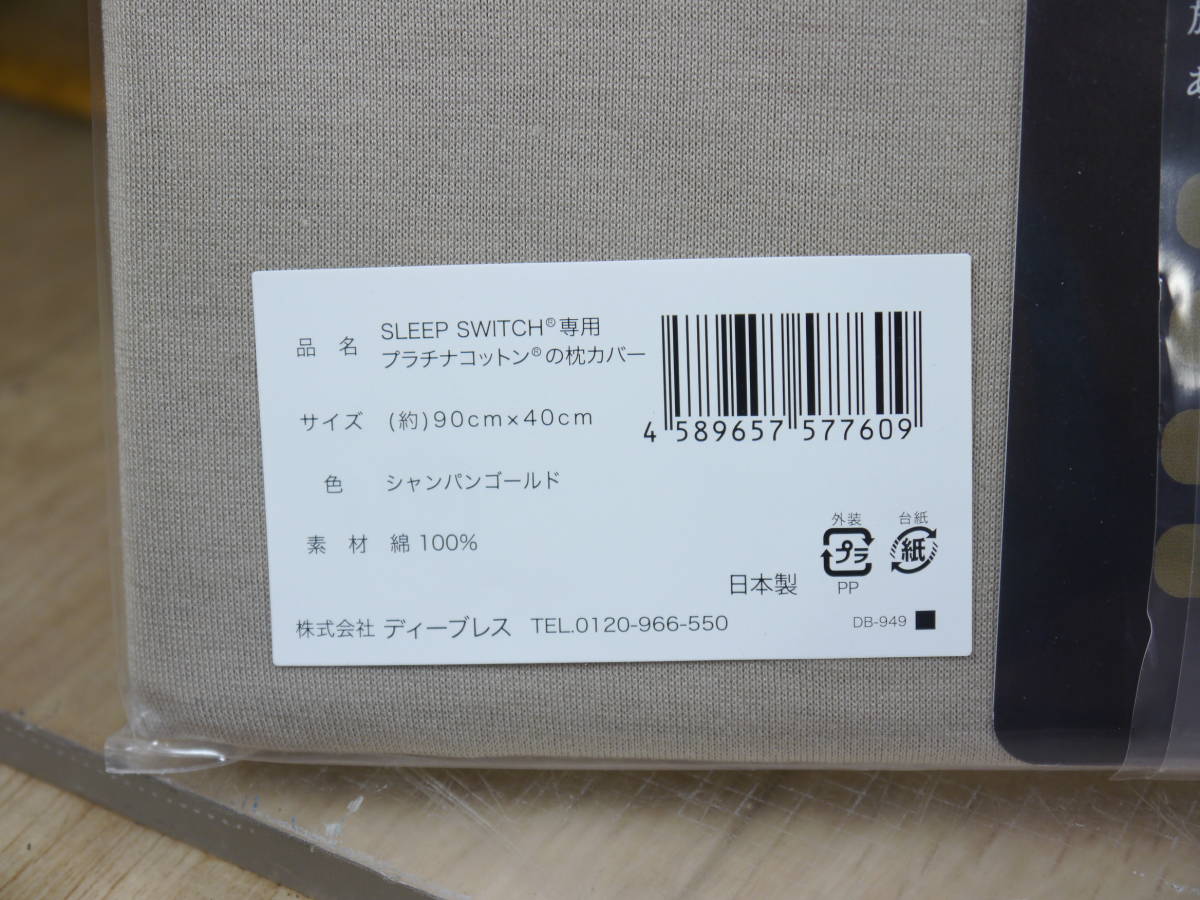 品名 SLEEP SWITCH®専用
プラチナコットン®の枕カバー
サイズ (約)90cm×40cm
色 シャンパンゴールド
素材 綿100%
4 589657 577609
外装 台紙
プラ 紙
日本製 PP
株式会社 ディーブレス TEL.0120-966-550
DB-949